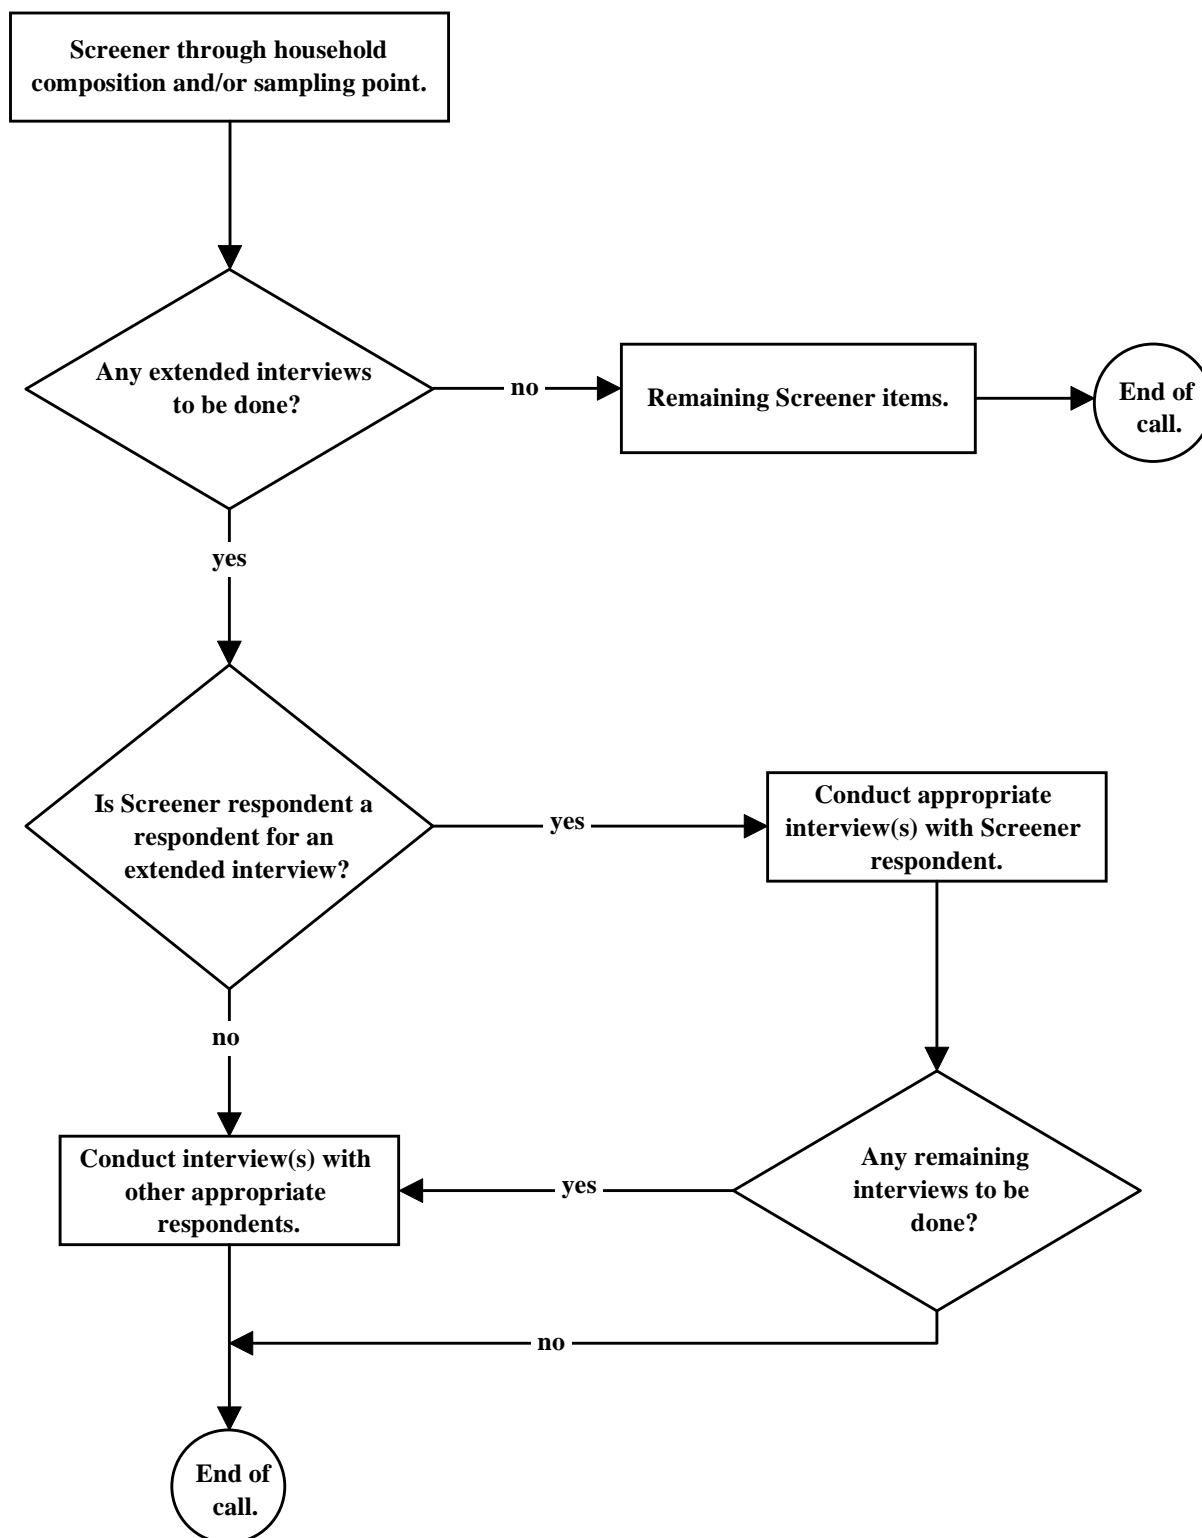 Screener through household
composition and/or sampling point.
Any extended interviews
to be done?
no
Remaining Screener items.
End of
call.
yes
Is Screener respondent a
respondent for an
extended interview?
yes
Conduct appropriate
interview(s) with Screener
respondent.
no
Conduct interview(s) with
other appropriate
respondents.
yes
Any remaining
interviews to be
done?
no
End of
call.